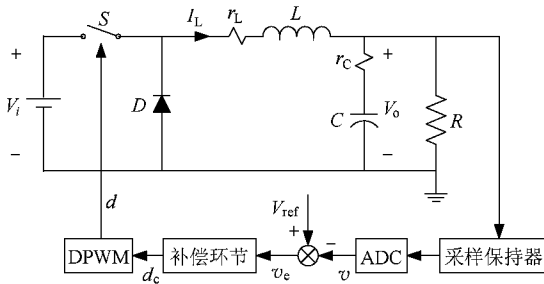 S
I_L
r_L
L
+
V_i
−
D
r_C
C
+
V_o
−
R
d
V_ref
+
−
DPWM
d_c
补偿环节
v_e
v
ADC
采样保持器